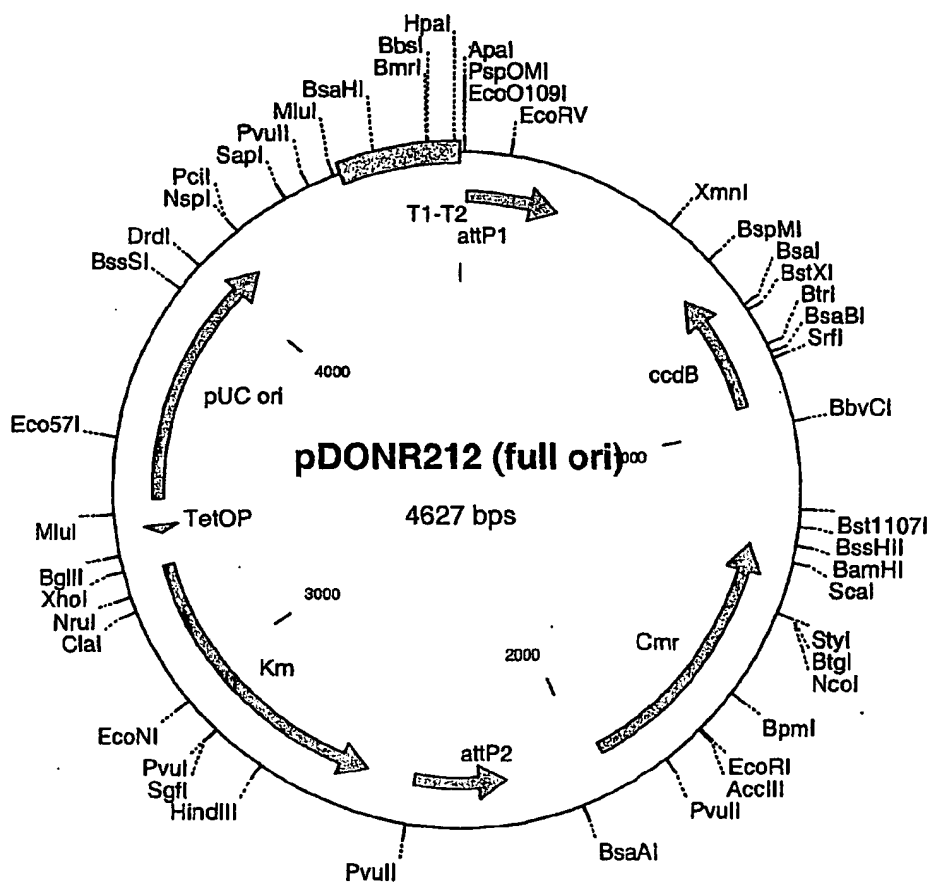 HpaI
BbsI
BmrI
ApaI
PspOMI
EcoO109I
BsaHI
EcoRV
MluI
PvuII
SapI
PciI
NspI
DrdI
BssSI
T1-T2
attP1
XmnI
BspMI
BsaI
BstXI
BtrI
BsaBI
SrfI
4000
ccdB
pUC ori
BbvCI
Eco57I
pDONR212 (full ori)
4627 bps
TetOP
MluI
Bst1107I
BssHII
BamHI
ScaI
BglII
XhoI
NruI
ClaI
3000
Cmr
StyI
BtgI
NcoI
2000
Km
BpmI
EcoNI
PvuI
SgfI
HindIII
attP2
EcoRI
AccIII
PvuII
BsaAI
PvuII